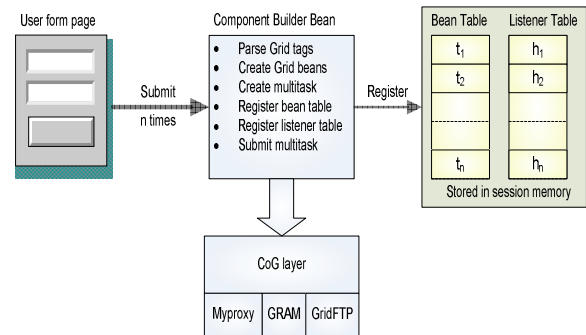 User form page
Submit
n times
Component Builder Bean
• Parse Grid tags
• Create Grid beans
• Create multitask
• Register bean table
• Register listener table
• Submit multitask
Register
Bean Table
Listener Table
t1
h1
t2
h2
tn
hn
Stored in session memory
CoG layer
Myproxy
GRAM
GridFTP